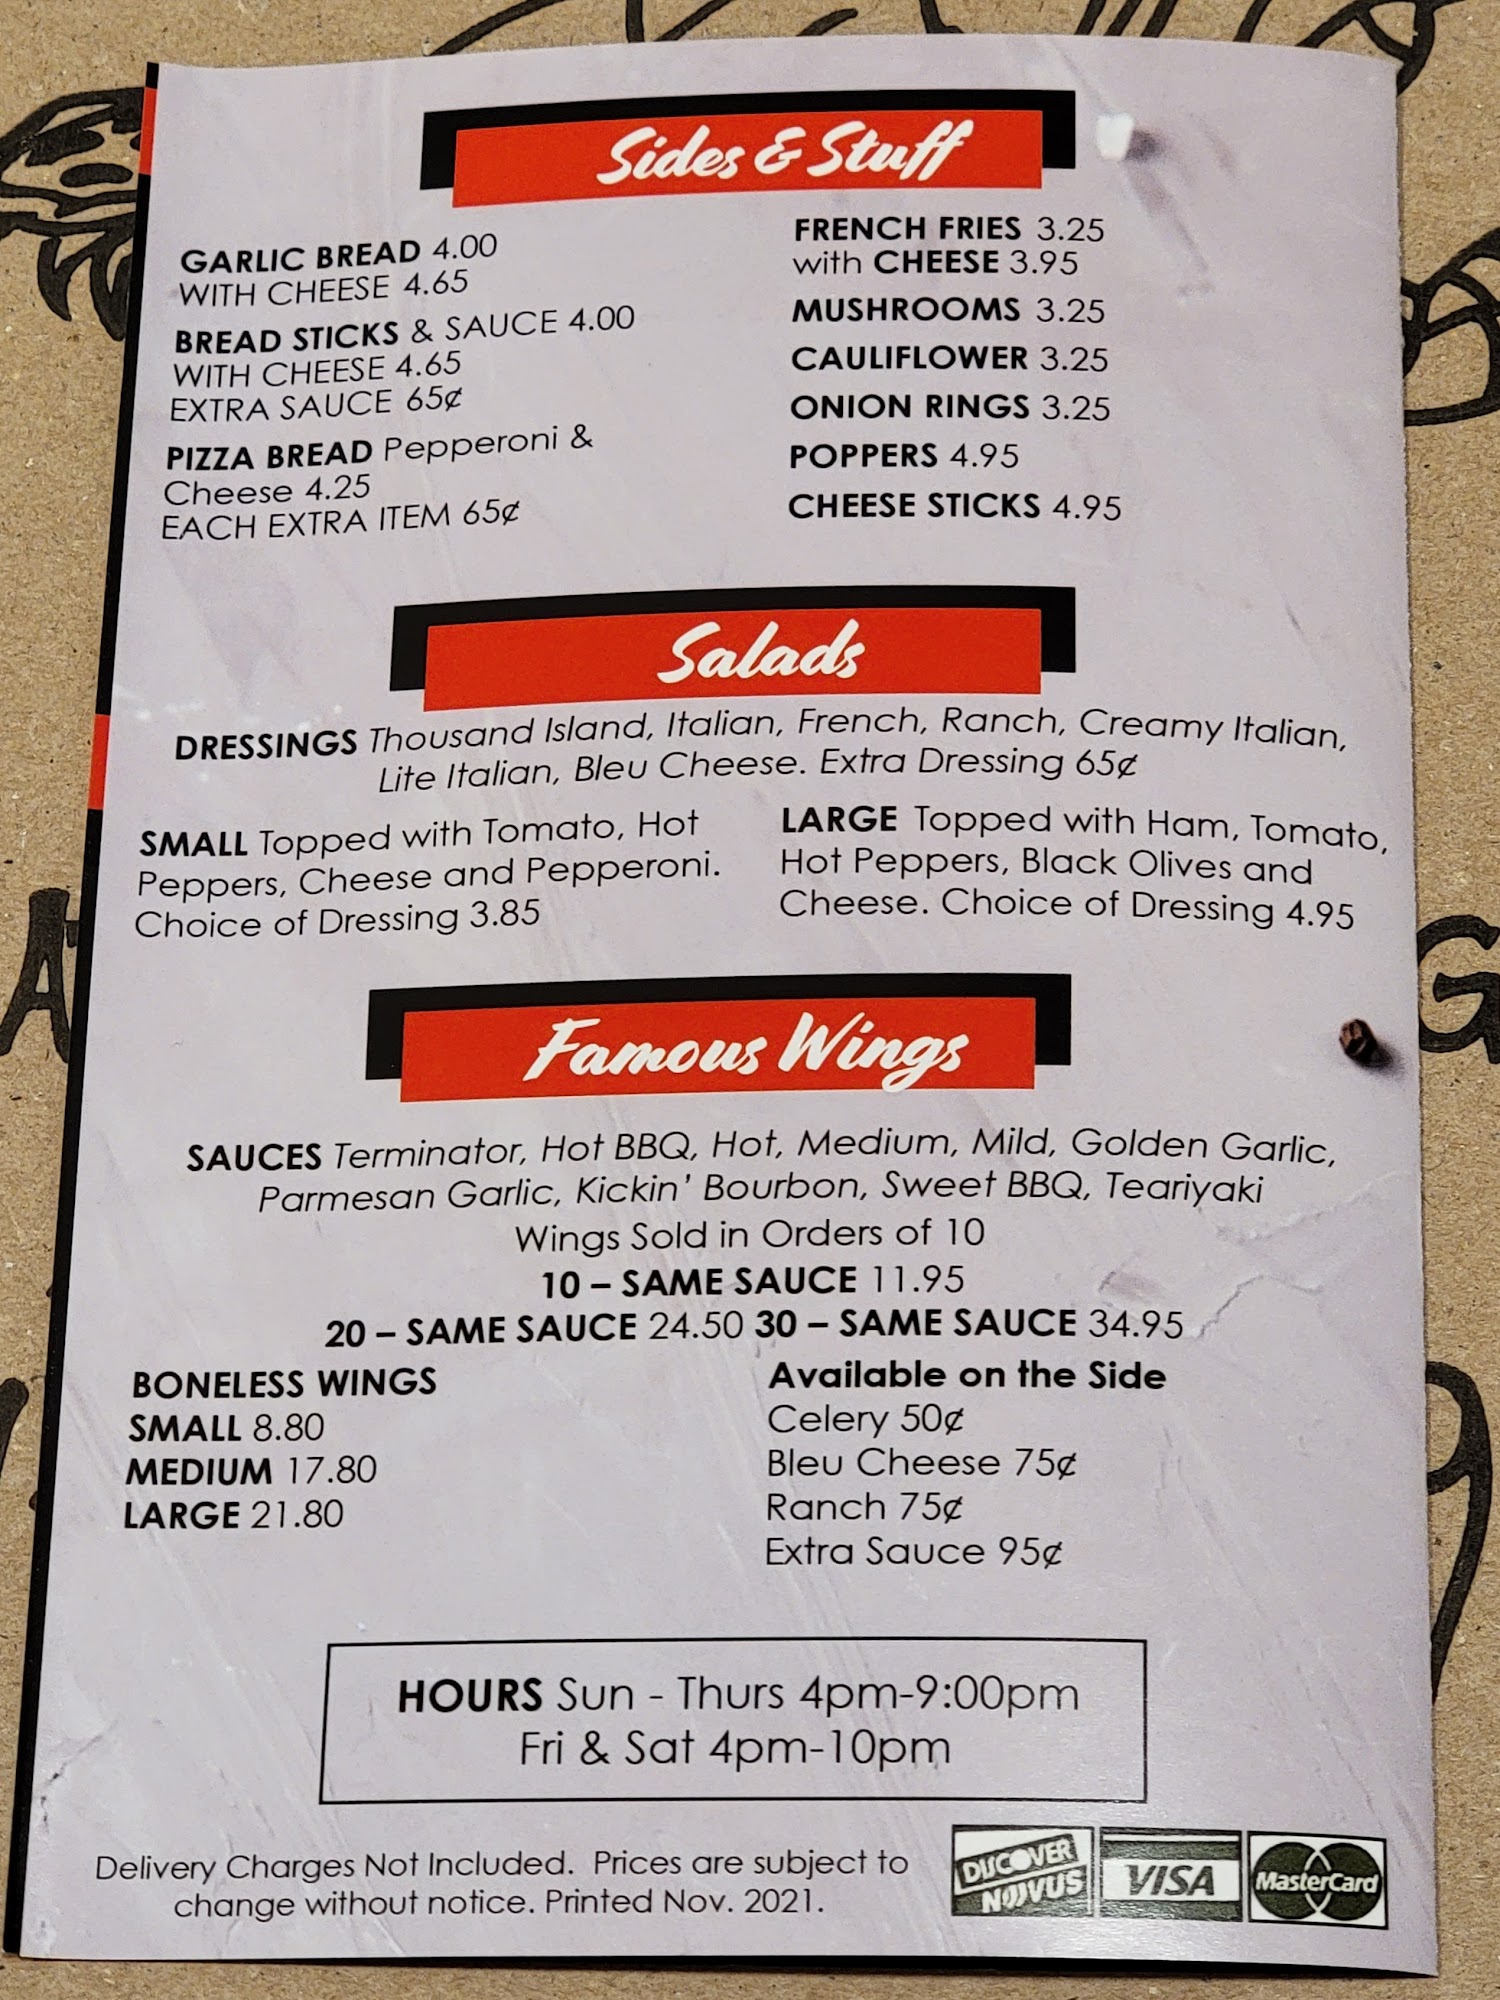 Sides & Stuff
GARLIC BREAD 4.00
WITH CHEESE 4.65
BREAD STICKS & SAUCE 4.00
WITH CHEESE 4.65
EXTRA SAUCE 65¢
PIZZA BREAD Pepperoni &
Cheese 4.25
EACH EXTRA ITEM 65¢
FRENCH FRIES 3.25
with CHEESE 3.95
MUSHROOMS 3.25
CAULIFLOWER 3.25
ONION RINGS 3.25
POPPERS 4.95
CHEESE STICKS 4.95
Salads
DRESSINGS Thousand Island, Italian, French, Ranch, Creamy Italian,
Lite Italian, Bleu Cheese. Extra Dressing 65¢
SMALL Topped with Tomato, Hot
Peppers, Cheese and Pepperoni.
Choice of Dressing 3.85
LARGE Topped with Ham, Tomato,
Hot Peppers, Black Olives and
Cheese. Choice of Dressing 4.95
Famous Wings
SAUCES Terminator, Hot BBQ, Hot, Medium, Mild, Golden Garlic,
Parmesan Garlic, Kickin' Bourbon, Sweet BBQ, Teariyaki
Wings Sold in Orders of 10
10 – SAME SAUCE 11.95
20 – SAME SAUCE 24.50 30 – SAME SAUCE 34.95
BONELESS WINGS
SMALL 8.80
MEDIUM 17.80
LARGE 21.80
Available on the Side
Celery 50¢
Bleu Cheese 75¢
Ranch 75¢
Extra Sauce 95¢
HOURS Sun - Thurs 4pm-9:00pm
Fri & Sat 4pm-10pm
Delivery Charges Not Included. Prices are subject to
change without notice. Printed Nov. 2021.
DISCOVER
NOVUS
VISA
MasterCard